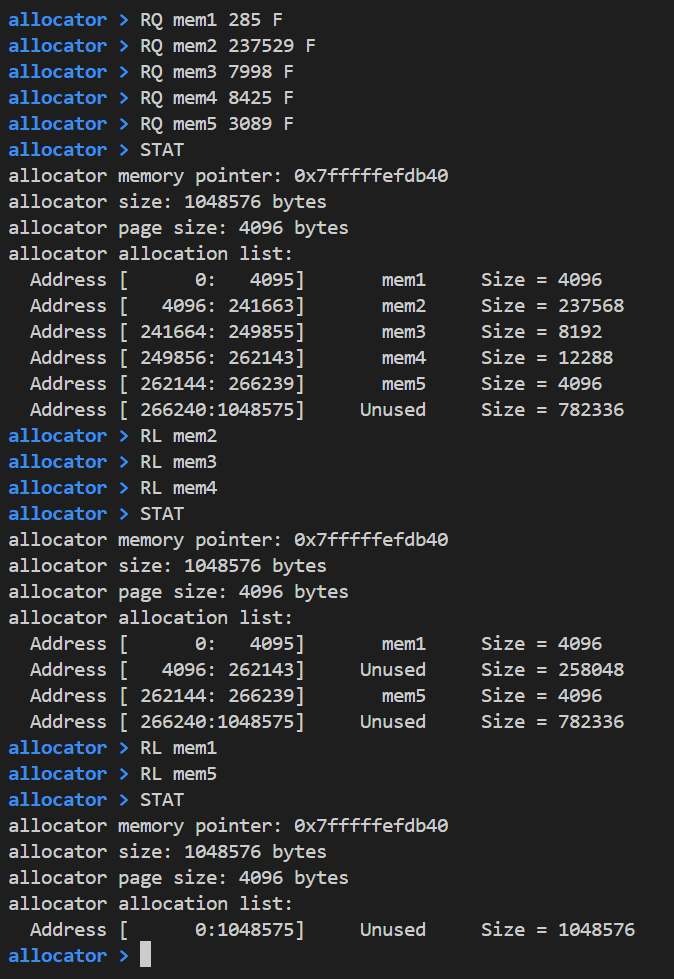 allocator > RQ mem1 285 F
allocator > RQ mem2 237529 F
allocator > RQ mem3 7998 F
allocator > RQ mem4 8425 F
allocator > RQ mem5 3089 F
allocator > STAT
allocator memory pointer: 0x7fffffefdb40
allocator size: 1048576 bytes
allocator page size: 4096 bytes
allocator allocation list:
  Address [      0:   4095]       mem1     Size = 4096
  Address [   4096: 241663]       mem2     Size = 237568
  Address [ 241664: 249855]       mem3     Size = 8192
  Address [ 249856: 262143]       mem4     Size = 12288
  Address [ 262144: 266239]       mem5     Size = 4096
  Address [ 266240:1048575]     Unused     Size = 782336
allocator > RL mem2
allocator > RL mem3
allocator > RL mem4
allocator > STAT
allocator memory pointer: 0x7fffffefdb40
allocator size: 1048576 bytes
allocator page size: 4096 bytes
allocator allocation list:
  Address [      0:   4095]       mem1     Size = 4096
  Address [   4096: 262143]     Unused     Size = 258048
  Address [ 262144: 266239]       mem5     Size = 4096
  Address [ 266240:1048575]     Unused     Size = 782336
allocator > RL mem1
allocator > RL mem5
allocator > STAT
allocator memory pointer: 0x7fffffefdb40
allocator size: 1048576 bytes
allocator page size: 4096 bytes
allocator allocation list:
  Address [      0:1048575]     Unused     Size = 1048576
allocator >